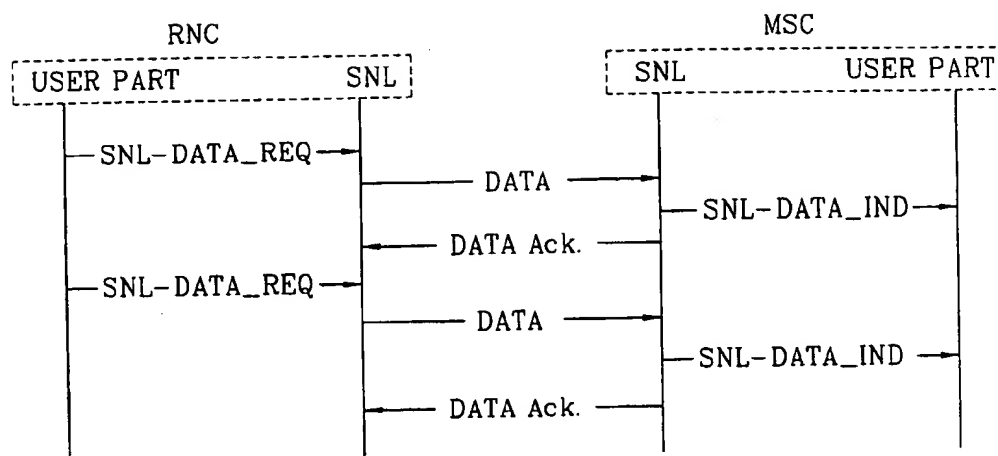 RNC
MSC
USER PART SNL
SNL USER PART
SNL-DATA_REQ
DATA
SNL-DATA_IND
DATA Ack.
SNL-DATA_REQ
DATA
SNL-DATA_IND
DATA Ack.